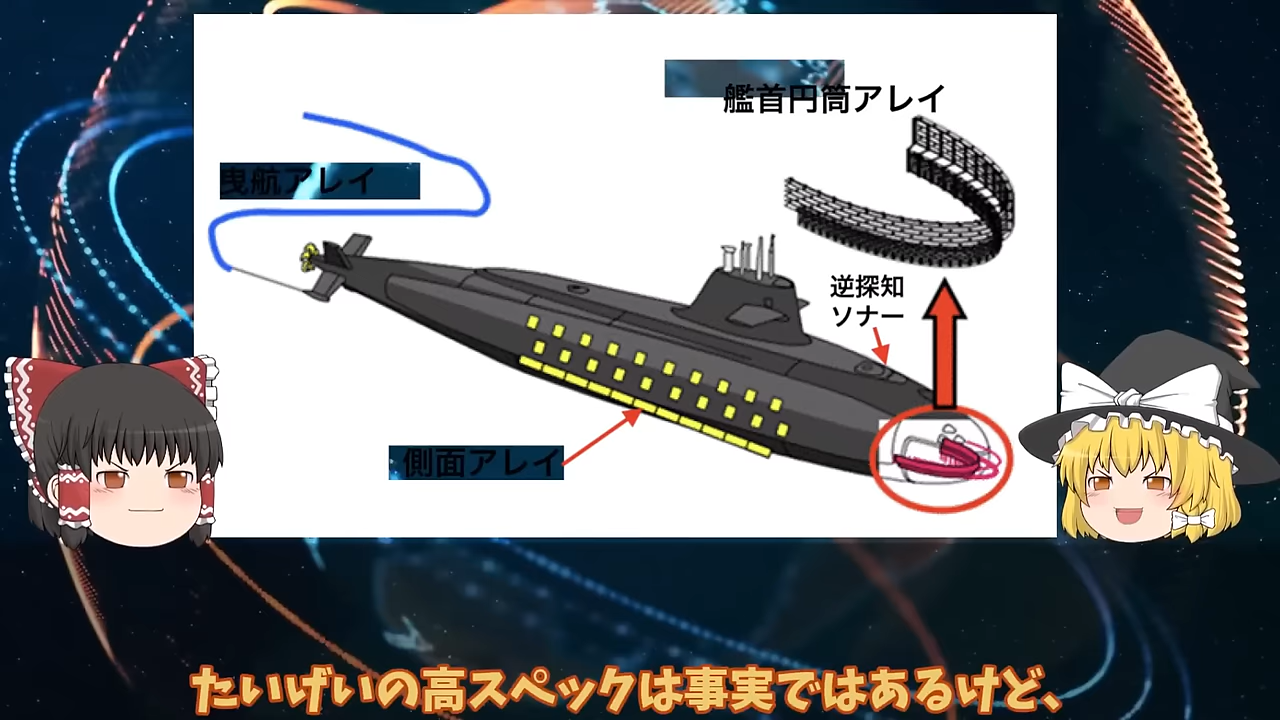 艦首円筒アレイ
曳航アレイ
逆探知
ソナー
側面アレイ
たいげいの高スペックは事実ではあるけど、